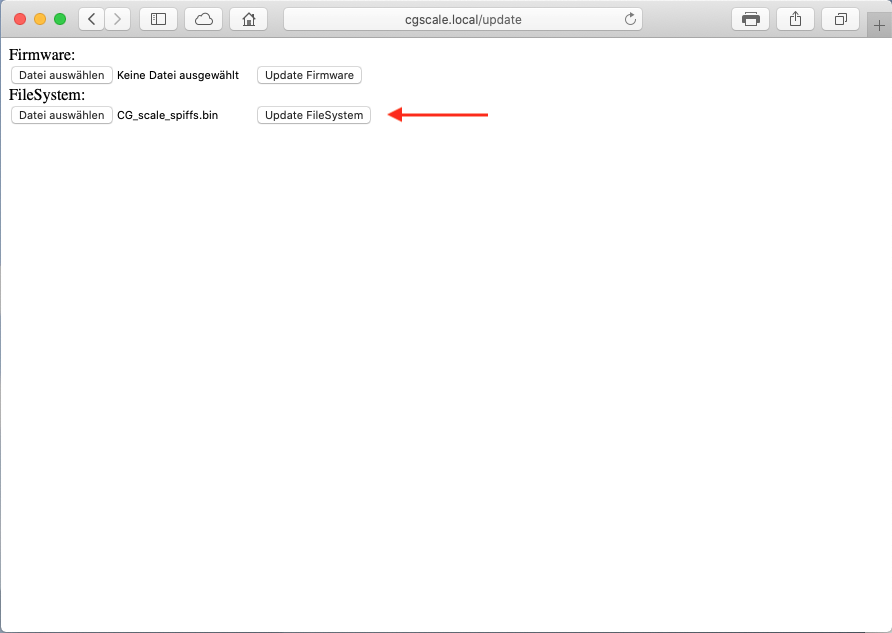 cgscale.local/update
Firmware:
Datei auswählen Keine Datei ausgewählt Update Firmware
FileSystem:
Datei auswählen CG_scale_spiffs.bin Update FileSystem